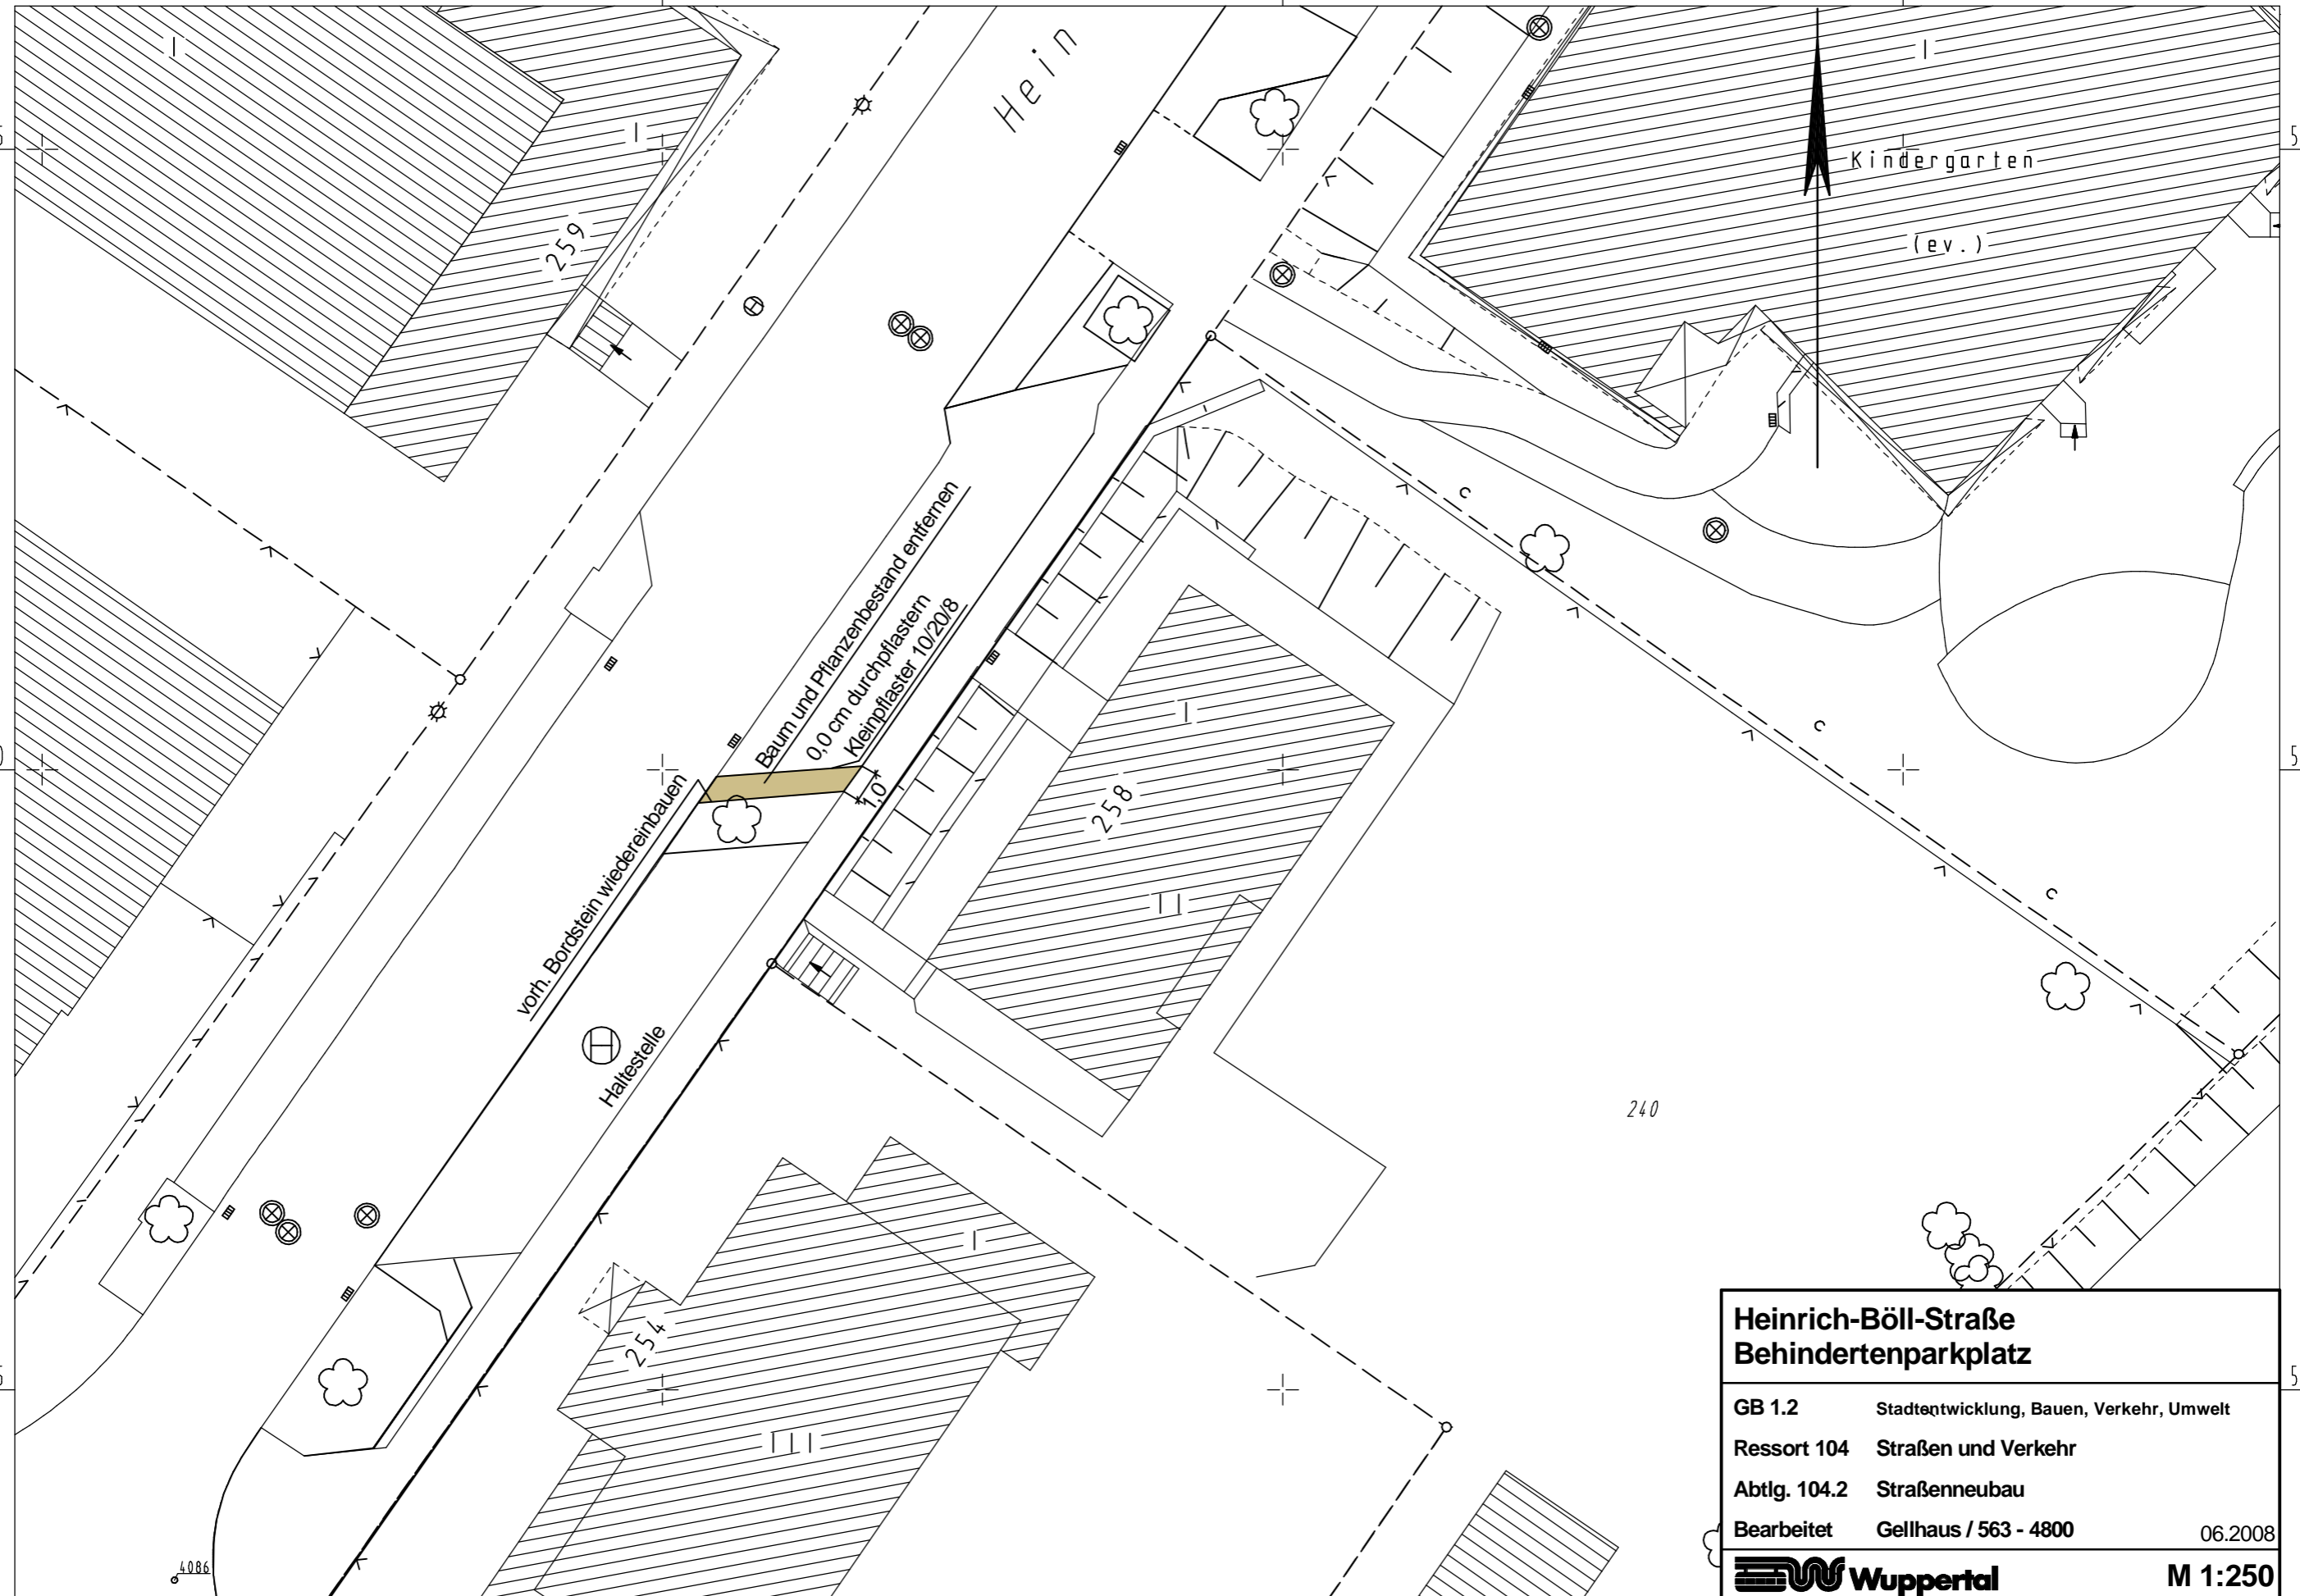 Hein
I
I
I
259
Kindergarten
(ev.)
Baum und Pflanzenbestand entfernen
0,0 cm durchpflastern
Kleinpflaster 10/20/8
1,0
vorh. Bordstein wiedereinbauen
H
Haltestelle
I
258
II
240
I
254
III
4086
5
5
5
Heinrich-Böll-Straße
Behindertenparkplatz
GB 1.2 Stadtentwicklung, Bauen, Verkehr, Umwelt
Ressort 104 Straßen und Verkehr
Abtlg. 104.2 Straßenneubau
Bearbeitet Gellhaus / 563 - 4800 06.2008
Wuppertal M 1:250